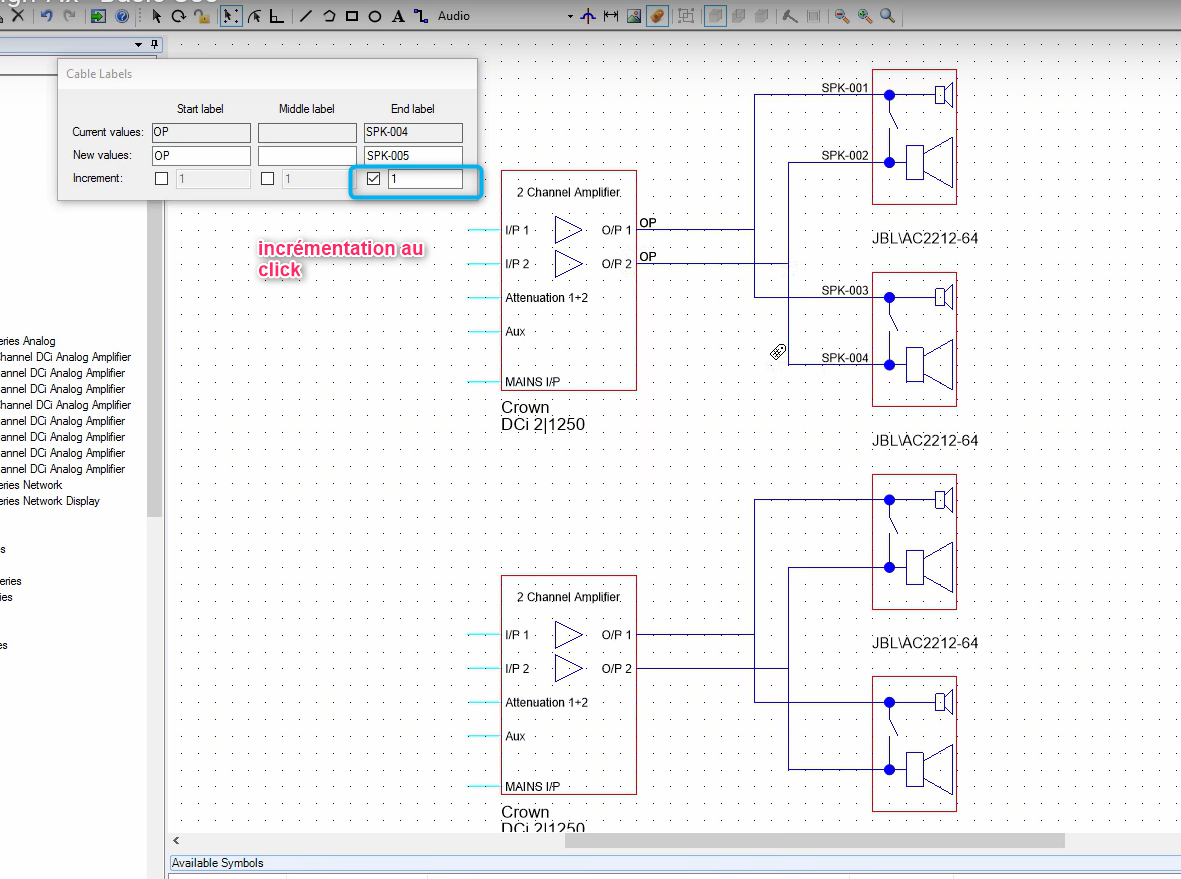 Audio
Cable Labels
Start label Middle label End label
Current values: OP SPK-004
New values: OP SPK-005
Increment: 1 1 1
incrémentation au
click
eries Analog
Channel DCi Analog Amplifier
annel DCi Analog Amplifier
annel DCi Analog Amplifier
Channel DCi Analog Amplifier
annel DCi Analog Amplifier
annel DCi Analog Amplifier
annel DCi Analog Amplifier
annel DCi Analog Amplifier
eries Network
eries Network Display
s
eries
ies
es
2 Channel Amplifier
I/P 1 O/P 1 OP
I/P 2 O/P 2 OP
Attenuation 1+2
Aux
MAINS I/P
Crown
DCi 2|1250
SPK-001
SPK-002
JBL\AC2212-64
SPK-003
SPK-004
JBL\AC2212-64
2 Channel Amplifier
I/P 1 O/P 1
I/P 2 O/P 2
Attenuation 1+2
Aux
MAINS I/P
Crown
DCi 2|1250
JBL\AC2212-64
Available Symbols